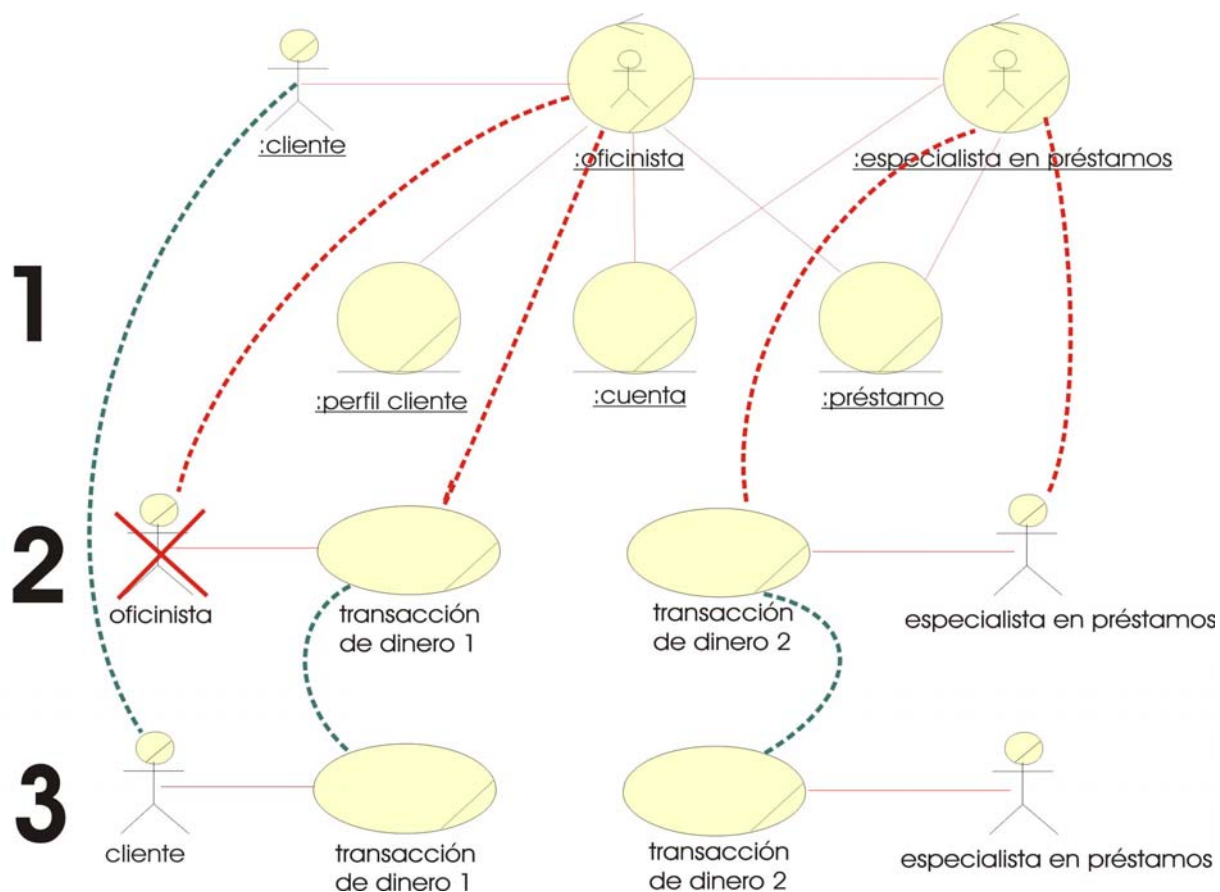 :cliente
:oficinista
:especialista en préstamos
1
:perfil cliente
:cuenta
:préstamo
2
oficinista
transacción
de dinero 1
transacción
de dinero 2
especialista en préstamos
3
cliente
transacción
de dinero 1
transacción
de dinero 2
especialista en préstamos